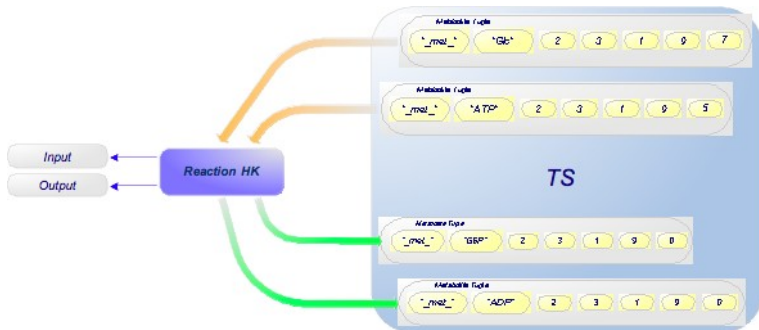 Metabolite Tuple
"_met_" "Glc" 2 3 1 9 7
Metabolite Tuple
"_met_" "ATP" 2 3 1 9 5
Input
Reaction HK
Output
TS
Metabolite Tuple
"_met_" "G6P" 2 3 1 9 0
Metabolite Tuple
"_met_" "ADP" 2 3 1 9 0